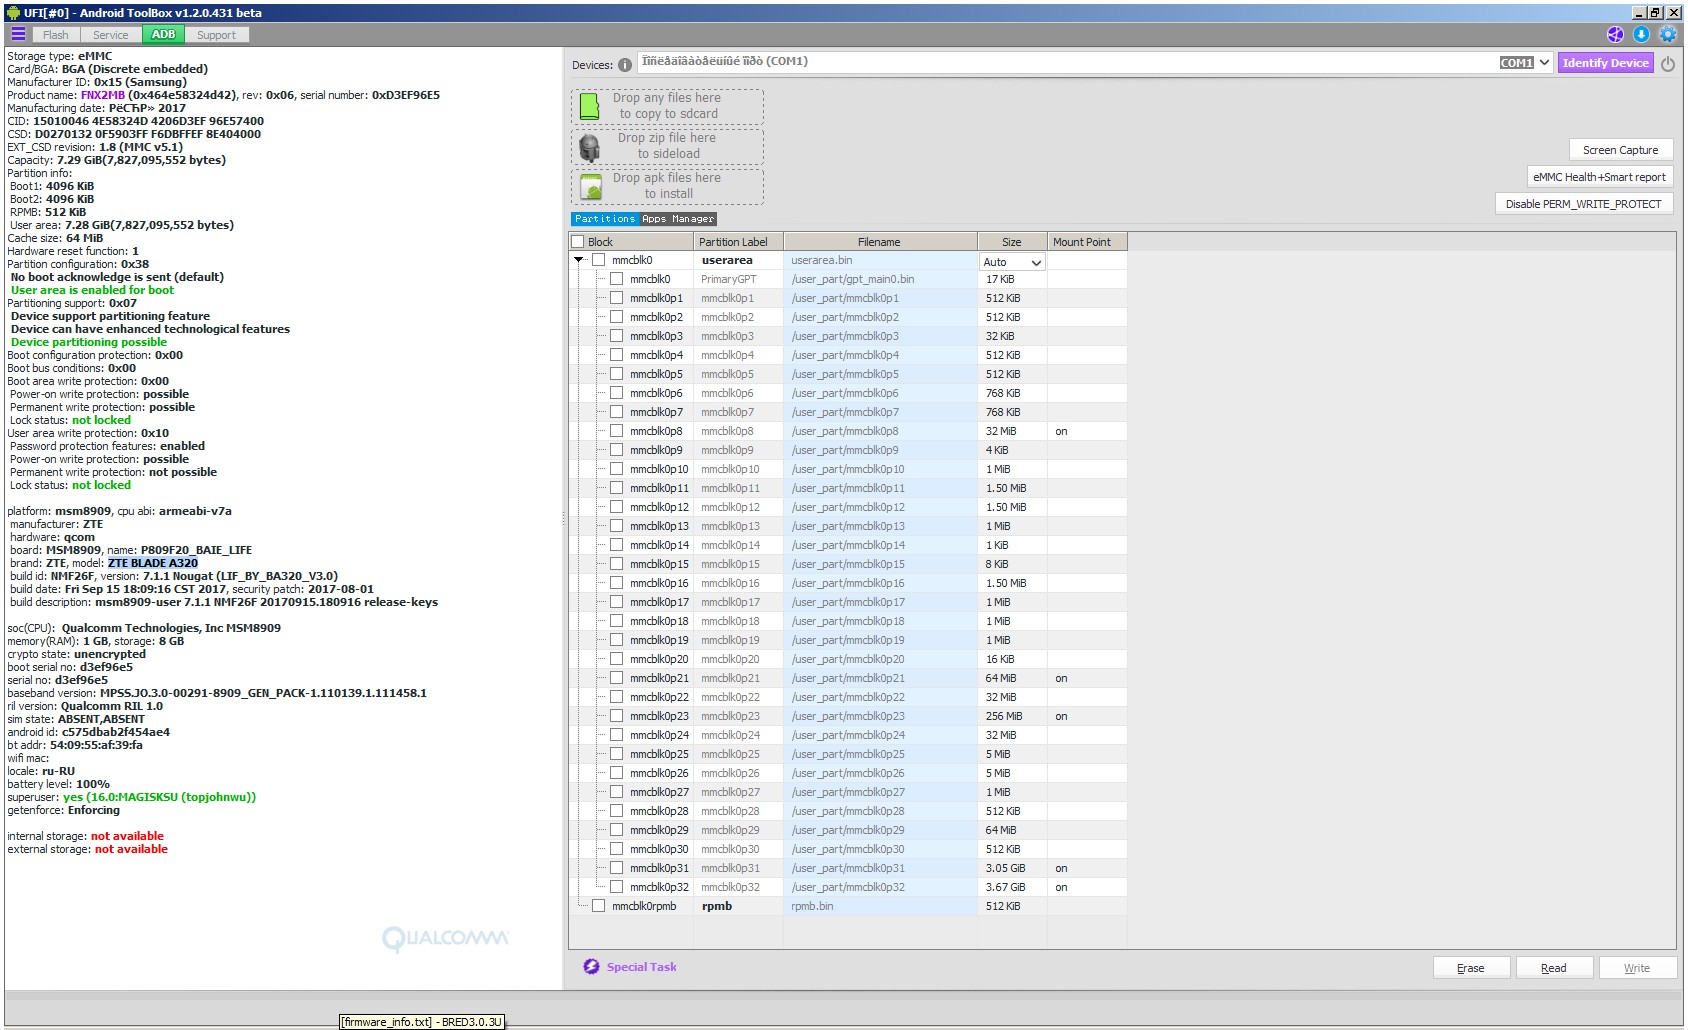 UFI[#0] - Android ToolBox v1.2.0.431 beta
Flash Service ADB Support
Storage type: eMMC
Card/BGA: BGA (Discrete embedded)
Manufacturer ID: 0x15 (Samsung)
Product name: FNX2MB (0x464e58324d42), rev: 0x06, serial number: 0xD3EF96E5
Manufacturing date: РёСЋР» 2017
CID: 15010046 4E58324D 4206D3EF 96E57400
CSD: D0270132 0F5903FF F6DBFFEF 8E404000
EXT_CSD revision: 1.8 (MMC v5.1)
Capacity: 7.29 GiB(7,827,095,552 bytes)
Partition info:
Boot1: 4096 KiB
Boot2: 4096 KiB
RPMB: 512 KiB
User area: 7.28 GiB(7,827,095,552 bytes)
Cache size: 64 MiB
Hardware reset function: 1
Partition configuration: 0x38
No boot acknowledge is sent (default)
User area is enabled for boot
Partitioning support: 0x07
Device support partitioning feature
Device can have enhanced technological features
Device partitioning possible
Boot configuration protection: 0x00
Boot bus conditions: 0x00
Boot area write protection: 0x00
Power-on write protection: possible
Permanent write protection: possible
Lock status: not locked
User area write protection: 0x10
Password protection features: enabled
Power-on write protection: possible
Permanent write protection: not possible
Lock status: not locked
platform: msm8909, cpu abi: armeabi-v7a
manufacturer: ZTE
hardware: qcom
board: MSM8909, name: P809F20_BAIE_LIFE
brand: ZTE, model: ZTE BLADE A320
build id: NMF26F, version: 7.1.1 Nougat (LIF_BY_BA320_V3.0)
build date: Fri Sep 15 18:09:16 CST 2017, security patch: 2017-08-01
build description: msm8909-user 7.1.1 NMF26F 20170915.180916 release-keys
soc(CPU): Qualcomm Technologies, Inc MSM8909
memory(RAM): 1 GB, storage: 8 GB
crypto state: unencrypted
boot serial no: d3ef96e5
serial no: d3ef96e5
baseband version: MPSS.JO.3.0-00291-8909_GEN_PACK-1.110139.1.111458.1
ril version: Qualcomm RIL 1.0
sim state: ABSENT,ABSENT
android id: c575dbab2f454ae4
bt addr: 54:09:55:af:39:fa
wifi mac:
locale: ru-RU
battery level: 100%
superuser: yes (16.0:MAGISKSU (topjohnwu))
getenforce: Enforcing
internal storage: not available
external storage: not available
QUALCOMM
Devices: Ïîñëåäîâàòåëüíûé ïîðò (COM1) COM1 Identify Device
Drop any files here
to copy to sdcard
Drop zip file here
to sideload
Drop apk files here
to install
Screen Capture
eMMC Health+Smart report
Disable PERM_WRITE_PROTECT
Partitions Apps Manager
Block Partition Label Filename Size Mount Point
mmcblk0 userarea userarea.bin Auto
mmcblk0 PrimaryGPT /user_part/gpt_main0.bin 17 KiB
mmcblk0p1 mmcblk0p1 /user_part/mmcblk0p1 512 KiB
mmcblk0p2 mmcblk0p2 /user_part/mmcblk0p2 512 KiB
mmcblk0p3 mmcblk0p3 /user_part/mmcblk0p3 32 KiB
mmcblk0p4 mmcblk0p4 /user_part/mmcblk0p4 512 KiB
mmcblk0p5 mmcblk0p5 /user_part/mmcblk0p5 512 KiB
mmcblk0p6 mmcblk0p6 /user_part/mmcblk0p6 768 KiB
mmcblk0p7 mmcblk0p7 /user_part/mmcblk0p7 768 KiB
mmcblk0p8 mmcblk0p8 /user_part/mmcblk0p8 32 MiB on
mmcblk0p9 mmcblk0p9 /user_part/mmcblk0p9 4 KiB
mmcblk0p10 mmcblk0p10 /user_part/mmcblk0p10 1 MiB
mmcblk0p11 mmcblk0p11 /user_part/mmcblk0p11 1.50 MiB
mmcblk0p12 mmcblk0p12 /user_part/mmcblk0p12 1.50 MiB
mmcblk0p13 mmcblk0p13 /user_part/mmcblk0p13 1 MiB
mmcblk0p14 mmcblk0p14 /user_part/mmcblk0p14 1 KiB
mmcblk0p15 mmcblk0p15 /user_part/mmcblk0p15 8 KiB
mmcblk0p16 mmcblk0p16 /user_part/mmcblk0p16 1.50 MiB
mmcblk0p17 mmcblk0p17 /user_part/mmcblk0p17 1 MiB
mmcblk0p18 mmcblk0p18 /user_part/mmcblk0p18 1 MiB
mmcblk0p19 mmcblk0p19 /user_part/mmcblk0p19 1 MiB
mmcblk0p20 mmcblk0p20 /user_part/mmcblk0p20 16 KiB
mmcblk0p21 mmcblk0p21 /user_part/mmcblk0p21 64 MiB on
mmcblk0p22 mmcblk0p22 /user_part/mmcblk0p22 32 MiB
mmcblk0p23 mmcblk0p23 /user_part/mmcblk0p23 256 MiB on
mmcblk0p24 mmcblk0p24 /user_part/mmcblk0p24 32 MiB
mmcblk0p25 mmcblk0p25 /user_part/mmcblk0p25 5 MiB
mmcblk0p26 mmcblk0p26 /user_part/mmcblk0p26 5 MiB
mmcblk0p27 mmcblk0p27 /user_part/mmcblk0p27 1 MiB
mmcblk0p28 mmcblk0p28 /user_part/mmcblk0p28 512 KiB
mmcblk0p29 mmcblk0p29 /user_part/mmcblk0p29 64 MiB
mmcblk0p30 mmcblk0p30 /user_part/mmcblk0p30 512 KiB
mmcblk0p31 mmcblk0p31 /user_part/mmcblk0p31 3.05 GiB on
mmcblk0p32 mmcblk0p32 /user_part/mmcblk0p32 3.67 GiB on
mmcblk0rpmb rpmb rpmb.bin 512 KiB
Special Task Erase Read Write
[firmware_info.txt] - BRED3.0.3U